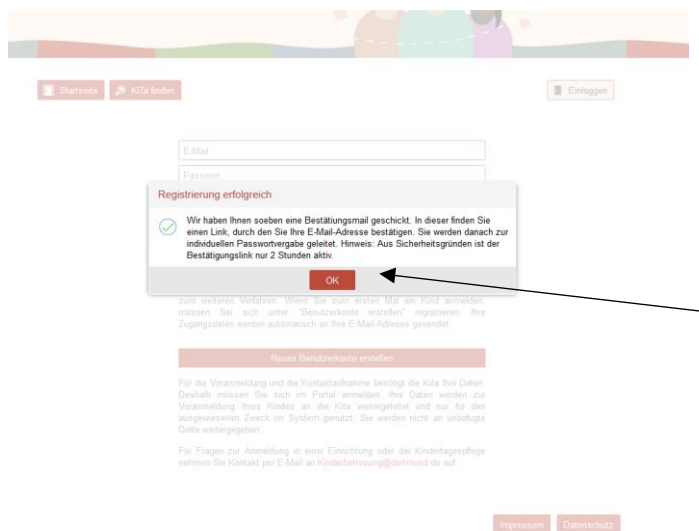 Startseite KiTa finden Einloggen
E-Mail
Passwort
Registrierung erfolgreich
Wir haben Ihnen soeben eine Bestätiungsmail geschickt. In dieser finden Sie
einen Link, durch den Sie Ihre E-Mail-Adresse bestätigen. Sie werden danach zur
individuellen Passwortvergabe geleitet. Hinweis: Aus Sicherheitsgründen ist der
Bestätigungslink nur 2 Stunden aktiv.
OK
zum weiteren Verfahren. Wenn Sie zum ersten Mal ein Kind anmelden,
müssen Sei sich unter "Benutzerkonto erstellen" registrieren. Ihre
Zugangsdaten werden automatisch an Ihre E-Mail-Adresse gesendet.
Neues Benutzerkonto erstellen
Für die Voranmeldung und die Kontaktaufnahme benötigt die Kita Ihre Daten.
Deshalb müssen Sie sich im Portal anmelden. Ihre Daten werden zur
Voranmeldung Ihres Kindes an die Kita weitergeleitet und nur für den
ausgewiesenen Zweck im System genutzt. Sie werden nicht an unbefugte
Dritte weitergegeben.
Für Fragen zur Anmeldung in einer Einrichtung oder der Kindertagespflege
nehmen Sie Kontakt per E-Mail an Kinderbetreuung@dortmund.de auf.
Impressum Datenschutz